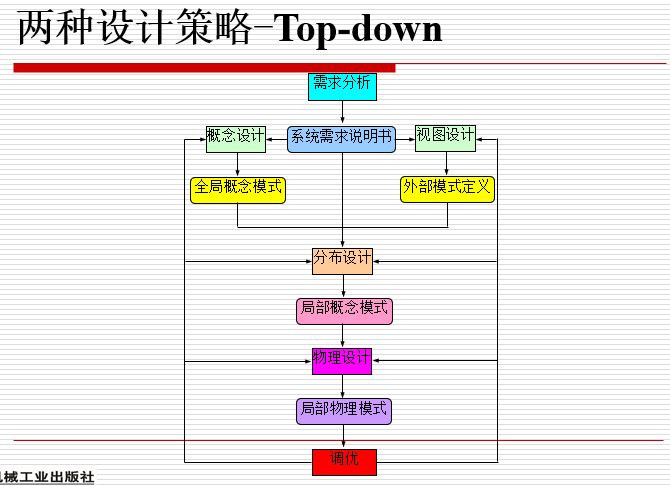 两种设计策略–Top-down
需求分析
概念设计
系统需求说明书
视图设计
全局概念模式
外部模式定义
分布设计
局部概念模式
物理设计
局部物理模式
调优
械工业出版社